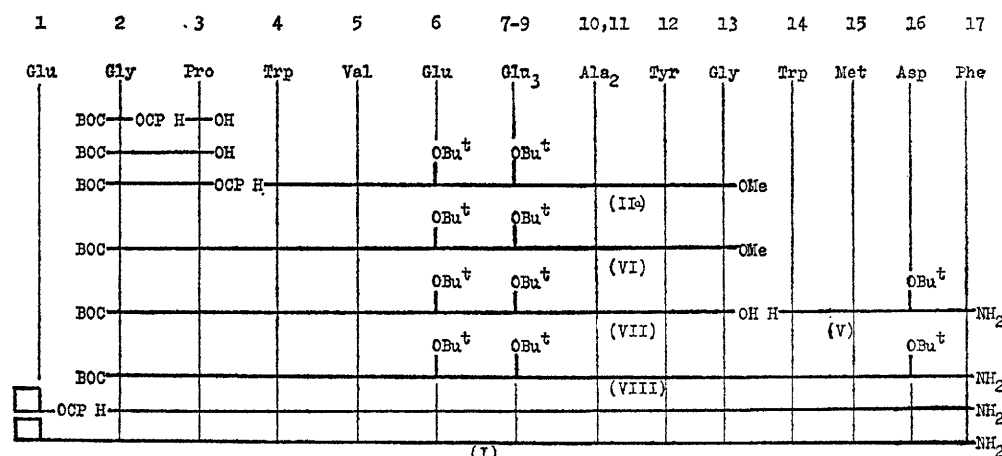 1 2 3 4 5 6 7-9 10,11 12 13 14 15 16 17
Glu Gly Pro Trp Val Glu Glu3 Ala2 Tyr Gly Trp Met Asp Phe
BOC OCP H OH
BOC OH OBut OBut
BOC OCP H OMe
(IIa)
OBut OBut
BOC OMe
(VI)
OBut OBut OBut
BOC OH H NH2
(VII) (V)
OBut OBut OBut
BOC NH2
(VIII)
OCP H NH2
NH2
(I)